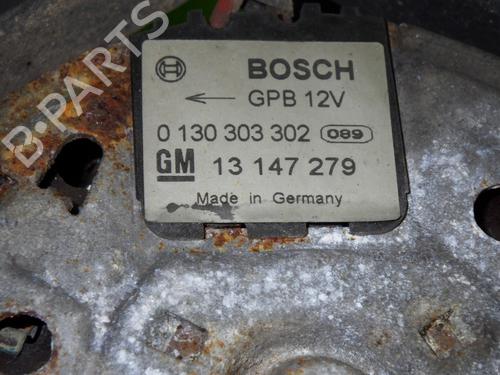 BOSCH
← GPB 12V
0 130 303 302 089
GM 13 147 279
Made in Germany
B-PARTS